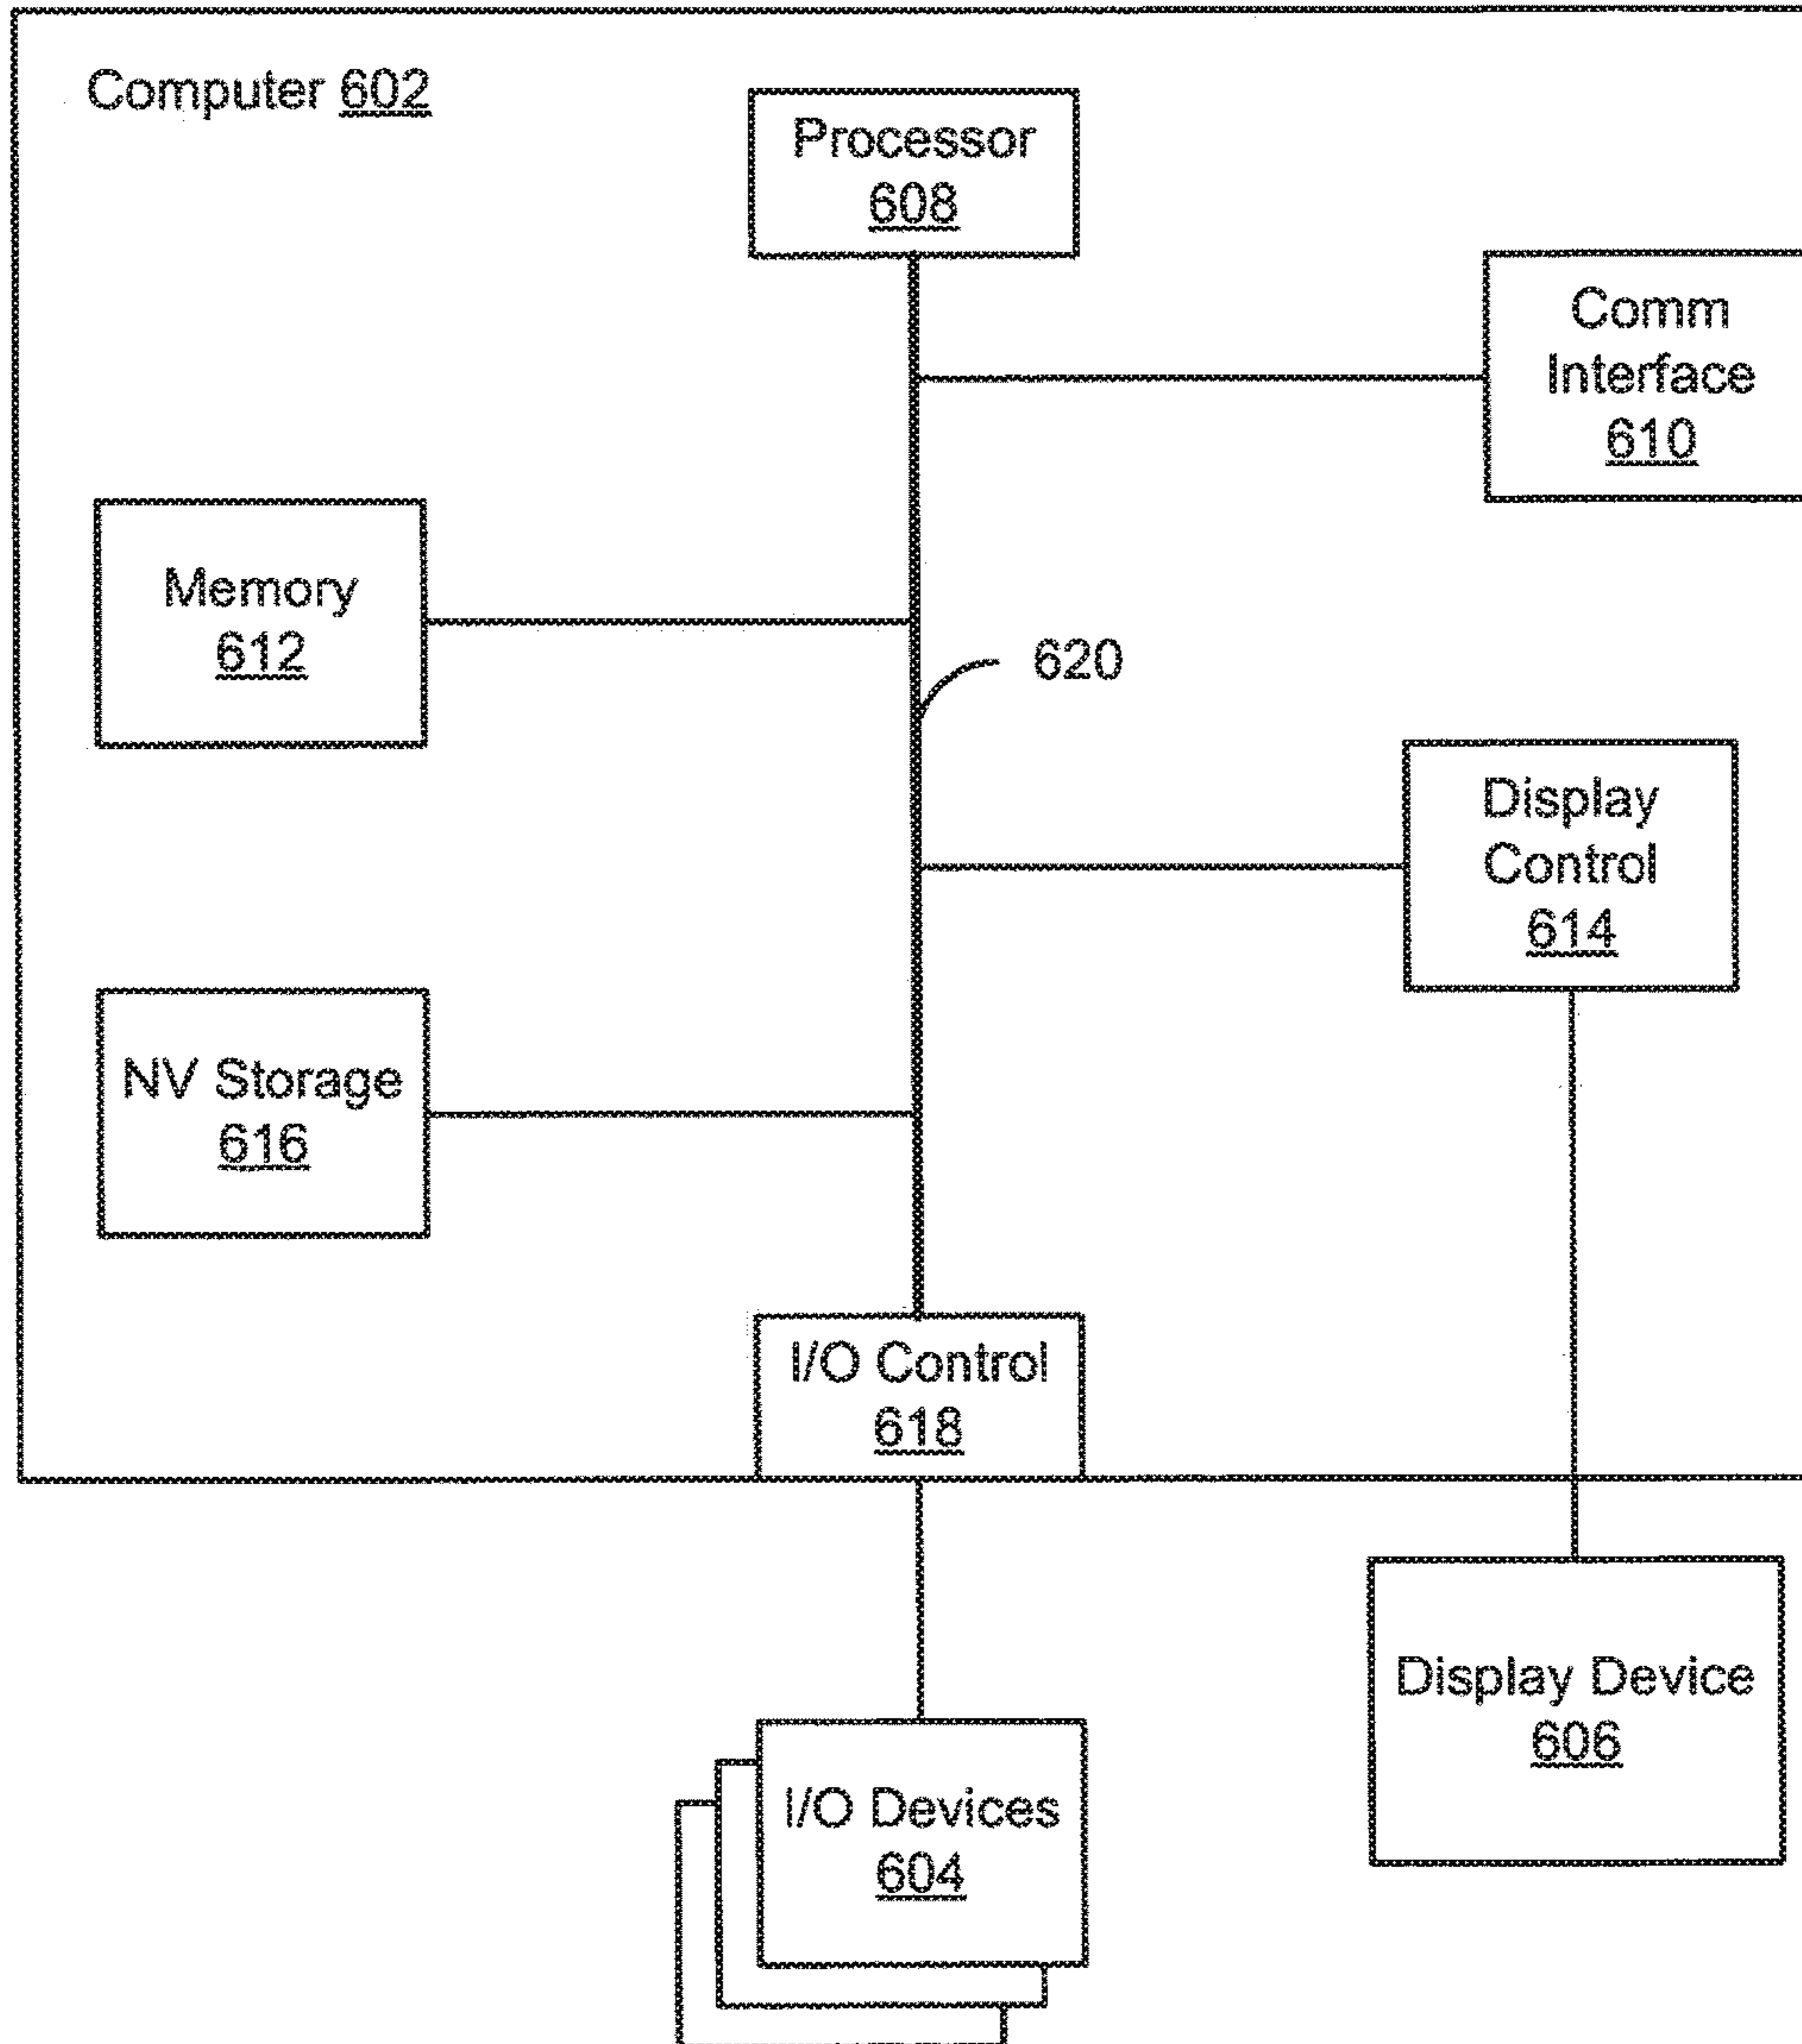 Computer 602
Processor
608
Comm
Interface
610
Memory
612
620
Display
Control
614
NV Storage
616
I/O Control
618
Display Device
606
I/O Devices
604